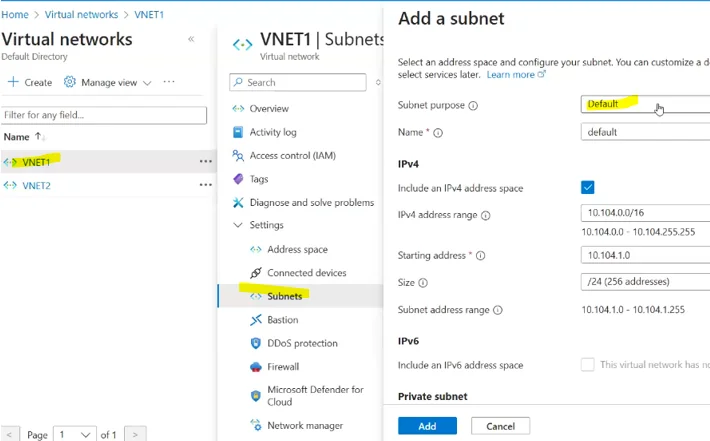 Home > Virtual networks > VNET1
Virtual networks
Default Directory
Create
Manage view
Filter for any field...
Name
VNET1
VNET2
Page 1 of 1
VNET1 | Subnets
Virtual network
Search
Overview
Activity log
Access control (IAM)
Tags
Diagnose and solve problems
Settings
Address space
Connected devices
Subnets
Bastion
DDoS protection
Firewall
Microsoft Defender for
Cloud
Network manager
Add a subnet
Select an address space and configure your subnet. You can customize a d
select services later. Learn more
Subnet purpose
Default
Name *
default
IPv4
Include an IPv4 address space
IPv4 address range
10.104.0.0/16
10.104.0.0 - 10.104.255.255
Starting address *
10.104.1.0
Size
/24 (256 addresses)
Subnet address range
10.104.1.0 - 10.104.1.255
IPv6
Include an IPv6 address space
This virtual network has no
Private subnet
Add
Cancel